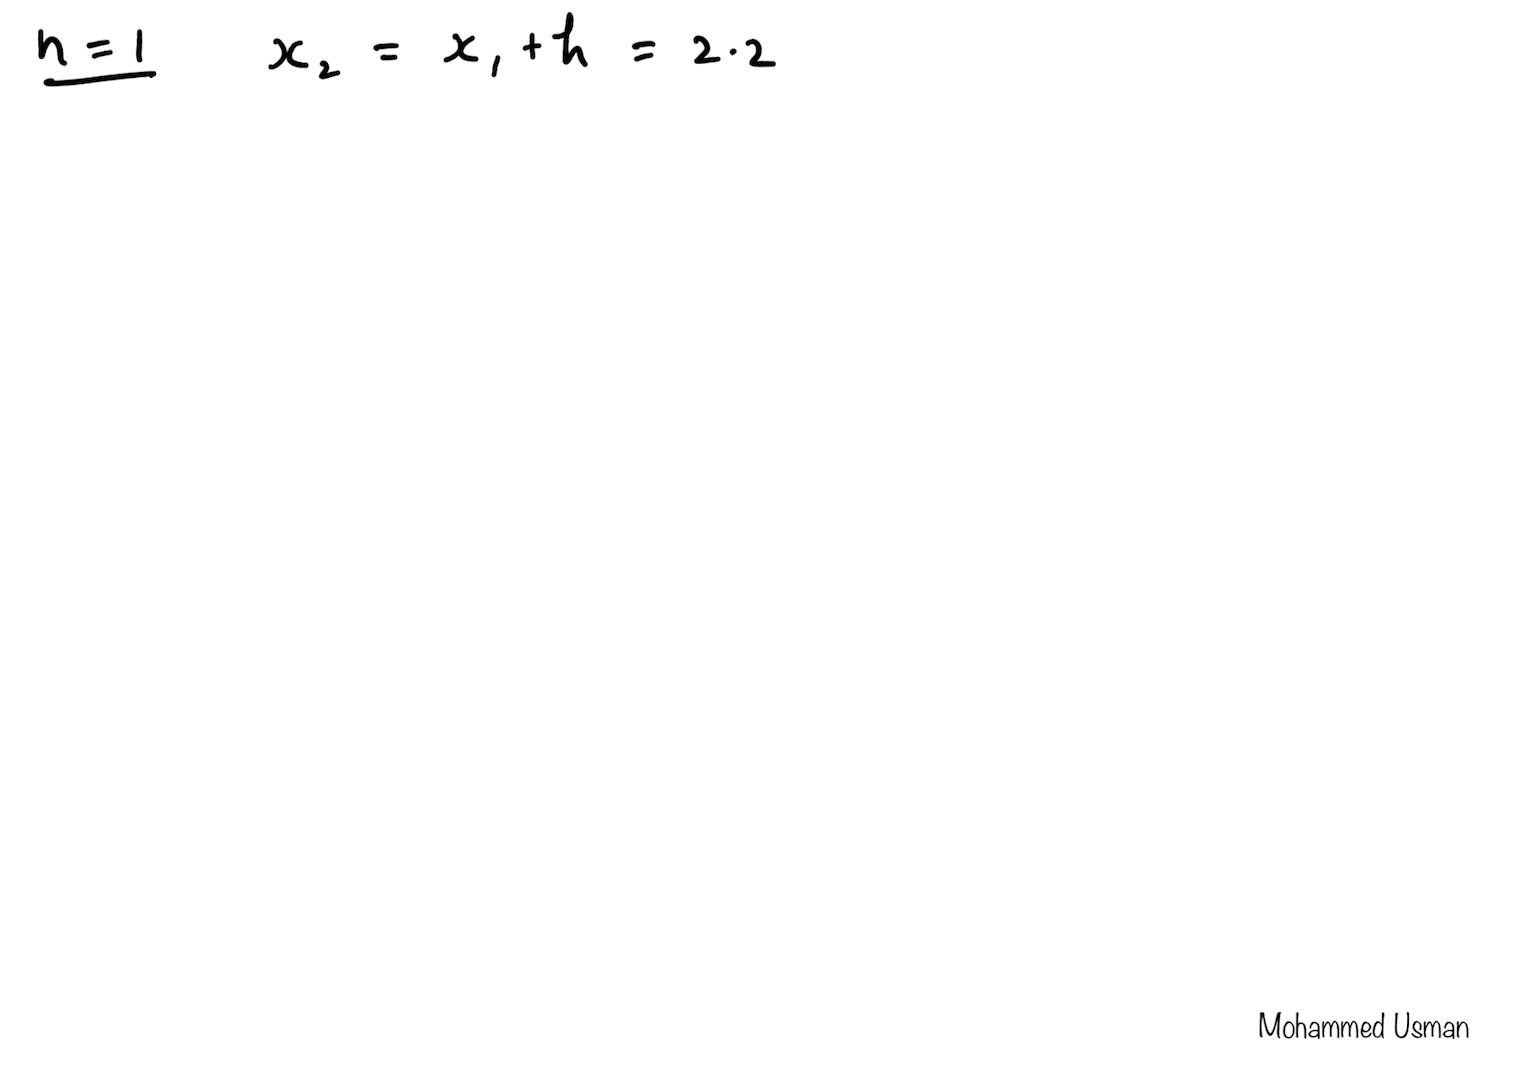 n = 1 x₂ = x₁ + h = 2.2
Mohammed Usman